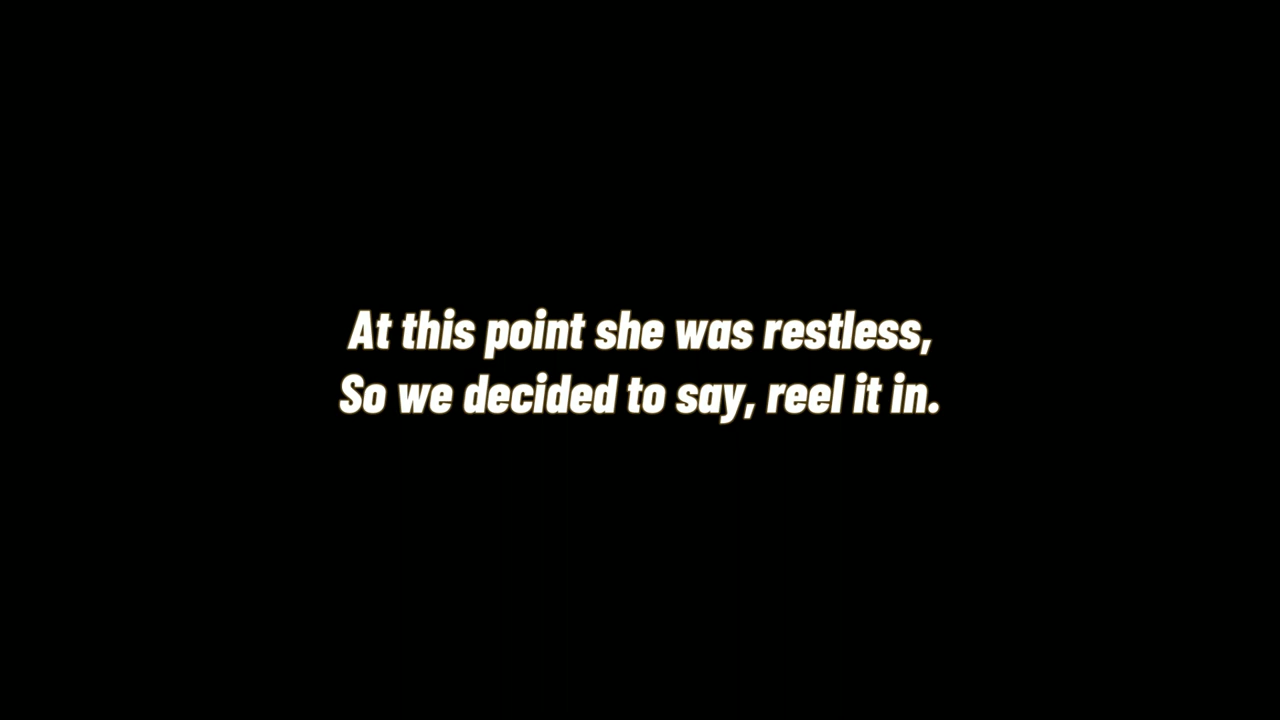 At this point she was restless,
So we decided to say, reel it in.